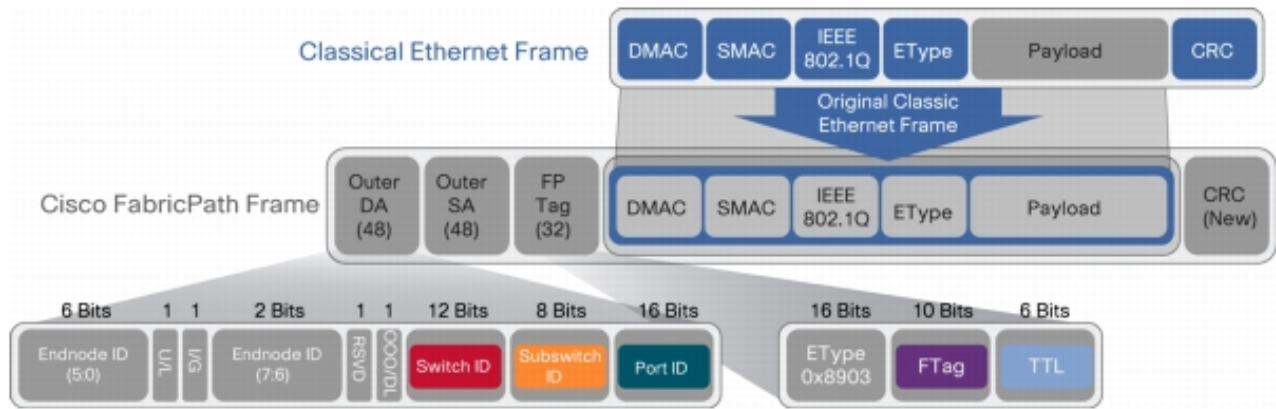 Classical Ethernet Frame
DMAC
SMAC
IEEE
802.1Q
EType
Payload
CRC
Original Classic
Ethernet Frame
Cisco FabricPath Frame
Outer
DA
(48)
Outer
SA
(48)
FP
Tag
(32)
DMAC
SMAC
IEEE
802.1Q
EType
Payload
CRC
(New)
6 Bits
1
1
2 Bits
1
1
12 Bits
8 Bits
16 Bits
Endnode ID
(5:0)
U/L
I/G
Endnode ID
(7:6)
RSVD
OOO/DL
Switch ID
Subswitch
ID
Port ID
16 Bits
10 Bits
6 Bits
EType
0x8903
FTag
TTL